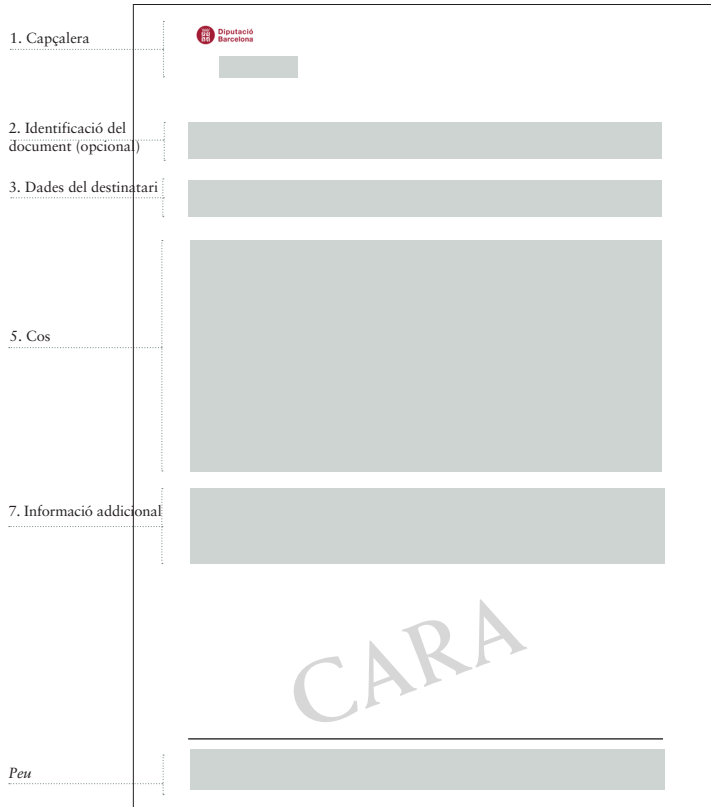 1. Capçalera
Diputació
Barcelona
2. Identificació del
document (opcional)
3. Dades del destinatari
5. Cos
7. Informació addicional
CARA
Peu